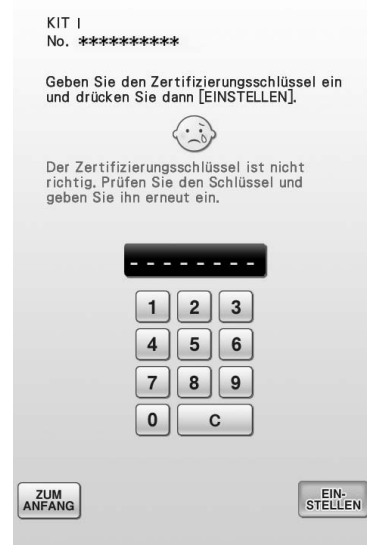 KIT I
No. **********
Geben Sie den Zertifizierungsschlüssel ein
und drücken Sie dann [EINSTELLEN].
Der Zertifizierungsschlüssel ist nicht
richtig. Prüfen Sie den Schlüssel und
geben Sie ihn erneut ein.
- - - - - - - -
1 2 3
4 5 6
7 8 9
0 C
ZUM
ANFANG
EIN-
STELLEN